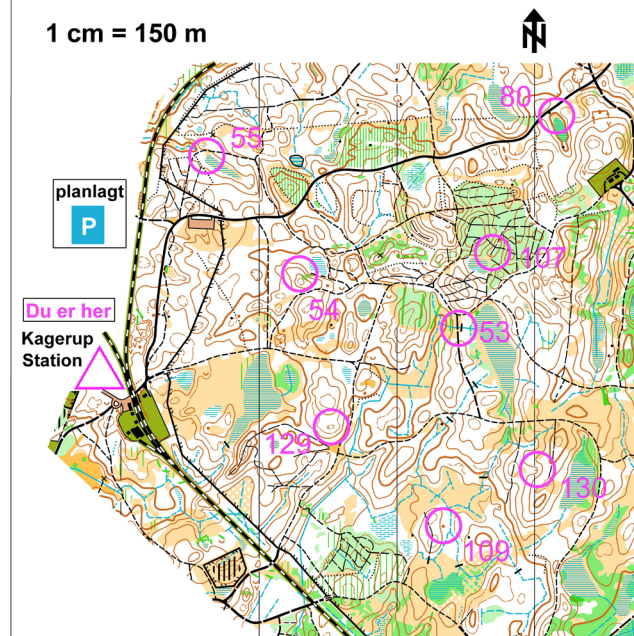 1 cm = 150 m
N
80
55
planlagt
P
107
54
Du er her
53
Kagerup
Station
129
130
109